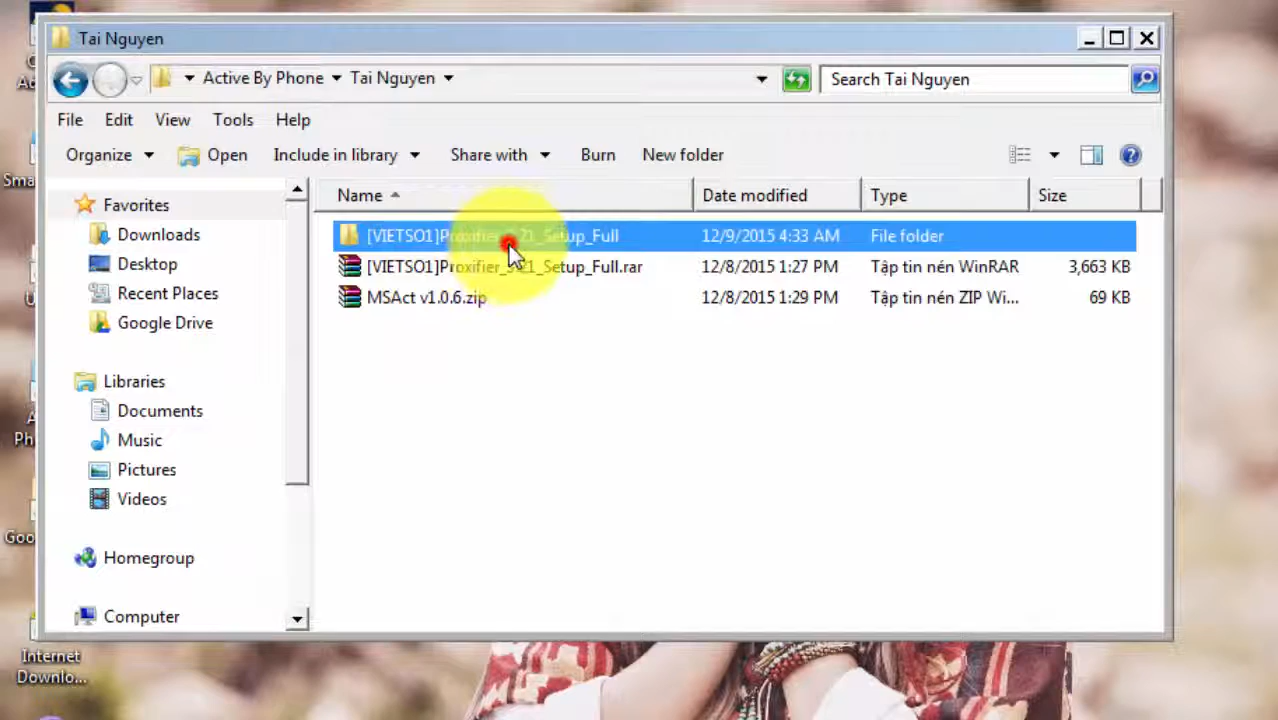 Tai Nguyen
Active By Phone Tai Nguyen
Search Tai Nguyen
File Edit View Tools Help
Organize Open Include in library Share with Burn New folder
Name Date modified Type Size
Favorites
Downloads
Desktop
Recent Places
Google Drive
Libraries
Documents
Music
Pictures
Videos
Homegroup
Computer
[VIETSO1]Proxifier_3.21_Setup_Full 12/9/2015 4:33 AM File folder
[VIETSO1]Proxifier_3.21_Setup_Full.rar 12/8/2015 1:27 PM Tập tin nén WinRAR 3,663 KB
MSAct v1.0.6.zip 12/8/2015 1:29 PM Tập tin nén ZIP Wi... 69 KB
Internet
Downlo...